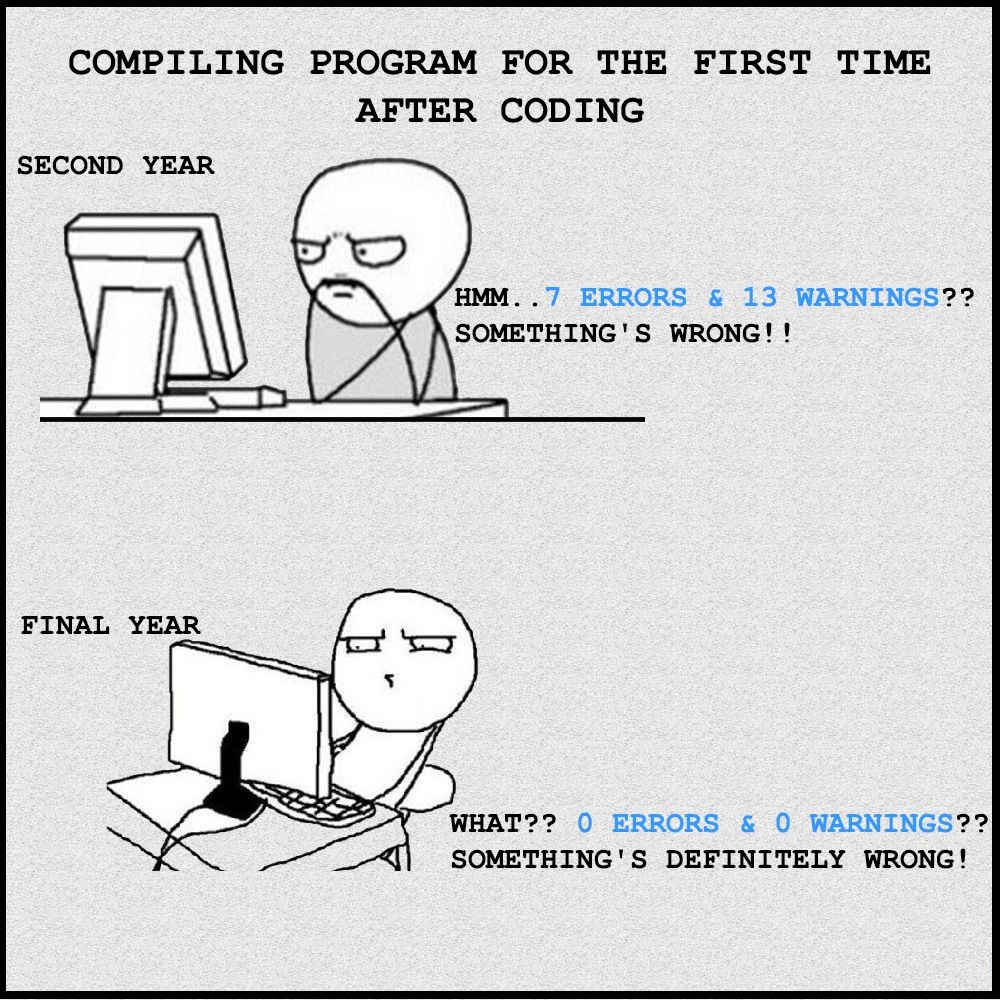 COMPILING PROGRAM FOR THE FIRST TIME
AFTER CODING
SECOND YEAR
HMM..7 ERRORS & 13 WARNINGS??
SOMETHING'S WRONG!!
FINAL YEAR
WHAT?? 0 ERRORS & 0 WARNINGS??
SOMETHING'S DEFINITELY WRONG!